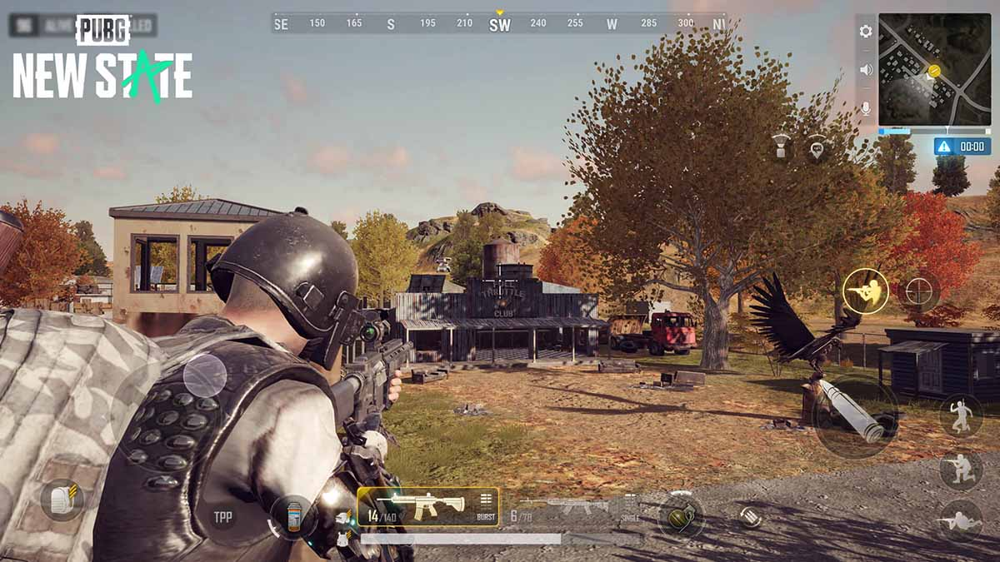 PUBG
NEW STATE
SE 150 165 S 195 210 SW 240 255 W 285 300
00:00
THROTTLE
CLUB
TPP
14/140
BURST
6/78
SINGLE